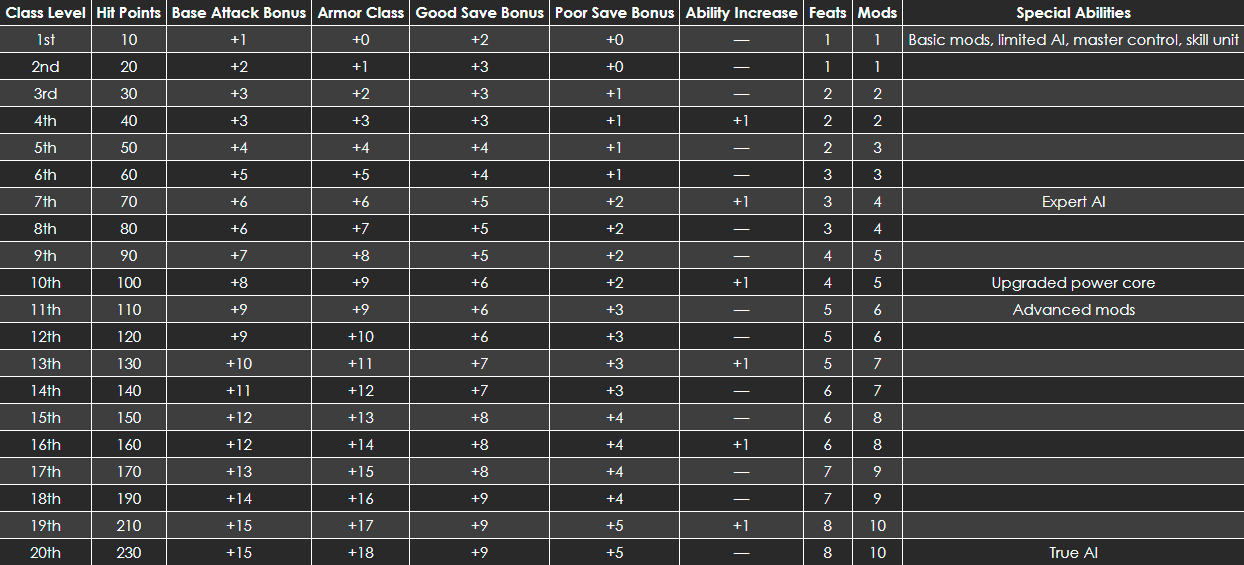 Class Level Hit Points Base Attack Bonus Armor Class Good Save Bonus Poor Save Bonus Ability Increase Feats Mods Special Abilities
1st 10 +1 +0 +2 +0 — 1 1 Basic mods, limited AI, master control, skill unit
2nd 20 +2 +1 +3 +0 — 1 1
3rd 30 +3 +2 +3 +1 — 2 2
4th 40 +3 +3 +3 +1 +1 2 2
5th 50 +4 +4 +4 +1 — 2 3
6th 60 +5 +5 +4 +1 — 3 3
7th 70 +6 +6 +5 +2 +1 3 4 Expert AI
8th 80 +6 +7 +5 +2 — 3 4
9th 90 +7 +8 +5 +2 — 4 5
10th 100 +8 +9 +6 +2 +1 4 5 Upgraded power core
11th 110 +9 +9 +6 +3 — 5 6 Advanced mods
12th 120 +9 +10 +6 +3 — 5 6
13th 130 +10 +11 +7 +3 +1 5 7
14th 140 +11 +12 +7 +3 — 6 7
15th 150 +12 +13 +8 +4 — 6 8
16th 160 +12 +14 +8 +4 +1 6 8
17th 170 +13 +15 +8 +4 — 7 9
18th 190 +14 +16 +9 +4 — 7 9
19th 210 +15 +17 +9 +5 +1 8 10
20th 230 +15 +18 +9 +5 — 8 10 True AI